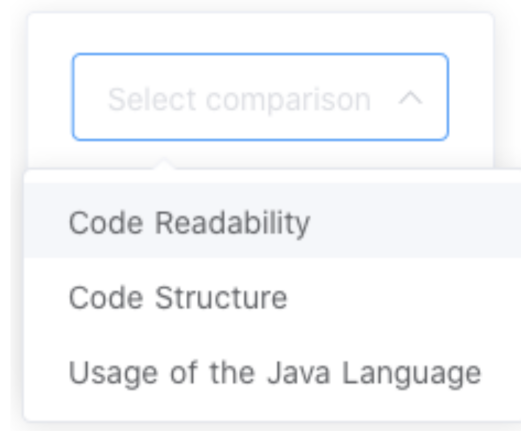 Select comparison
Code Readability
Code Structure
Usage of the Java Language